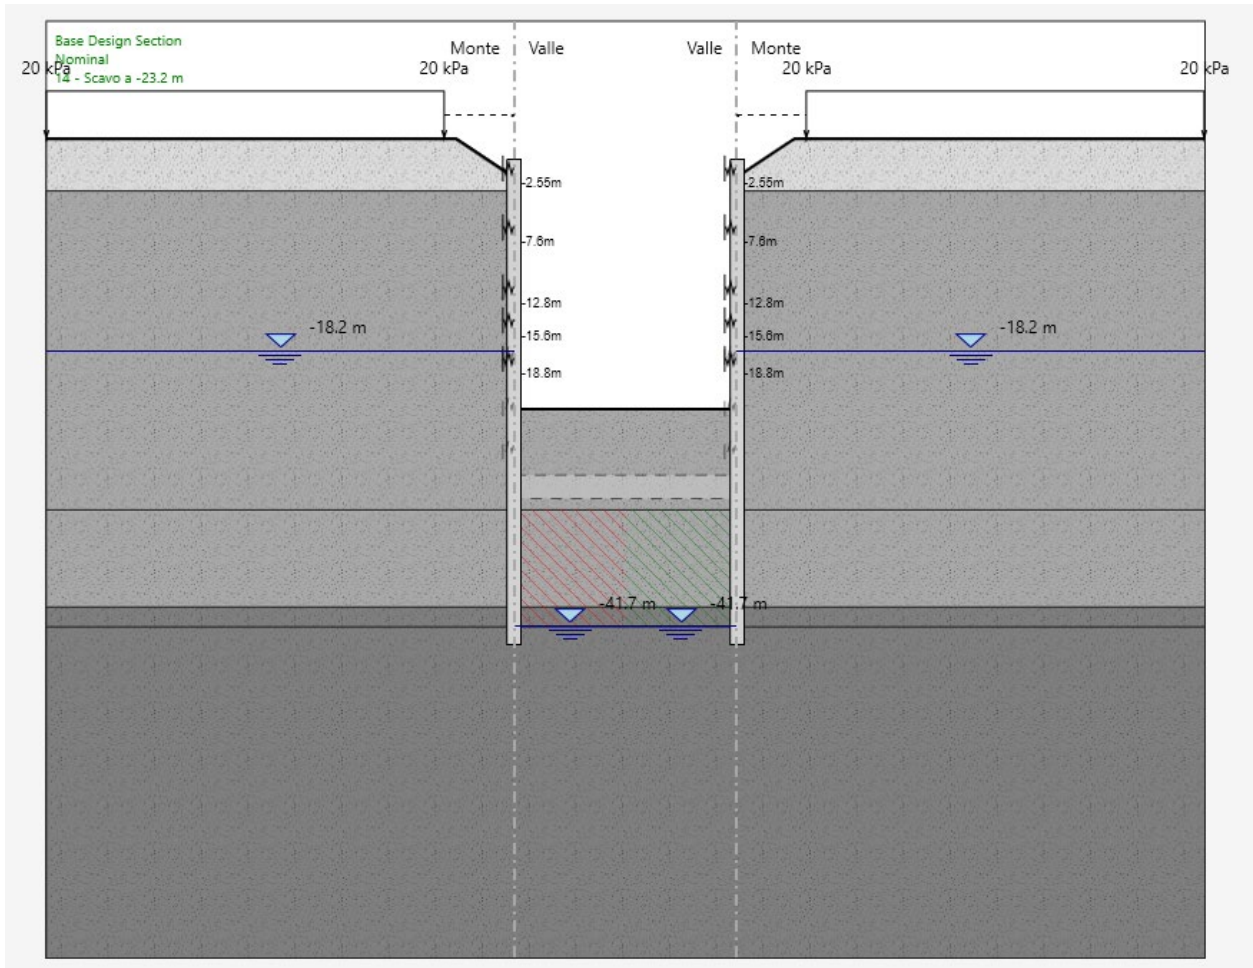 Base Design Section
Nominal
14 - Scavo a -23.2 m
Monte
Valle
Valle
Monte
20 kPa
20 kPa
20 kPa
20 kPa
-2.55m
-2.55m
-7.6m
-7.6m
-12.8m
-12.8m
-18.2 m
-18.2 m
-15.6m
-15.6m
-18.8m
-18.8m
-41.7 m
-41.7 m